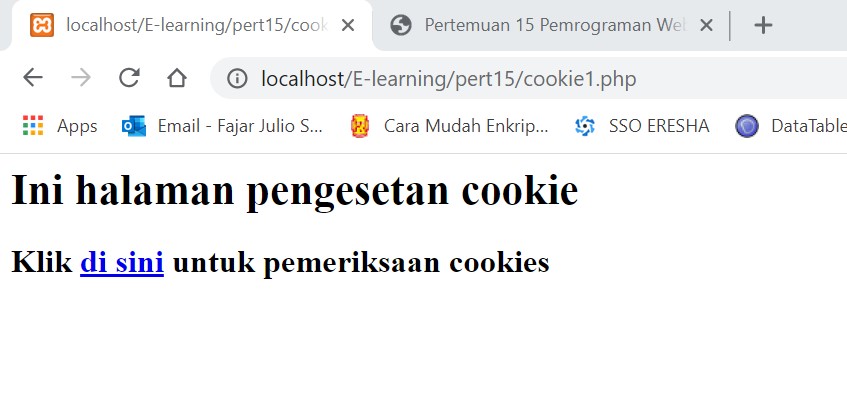 localhost/E-learning/pert15/cook
Pertemuan 15 Pemrograman Web
localhost/E-learning/pert15/cookie1.php
Apps
Email - Fajar Julio S...
Cara Mudah Enkrip...
SSO ERESHA
DataTable
Ini halaman pengesetan cookie
Klik di sini untuk pemeriksaan cookies